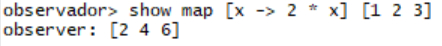 observador> show map [x -> 2 * x] [1 2 3]
observer: [2 4 6]